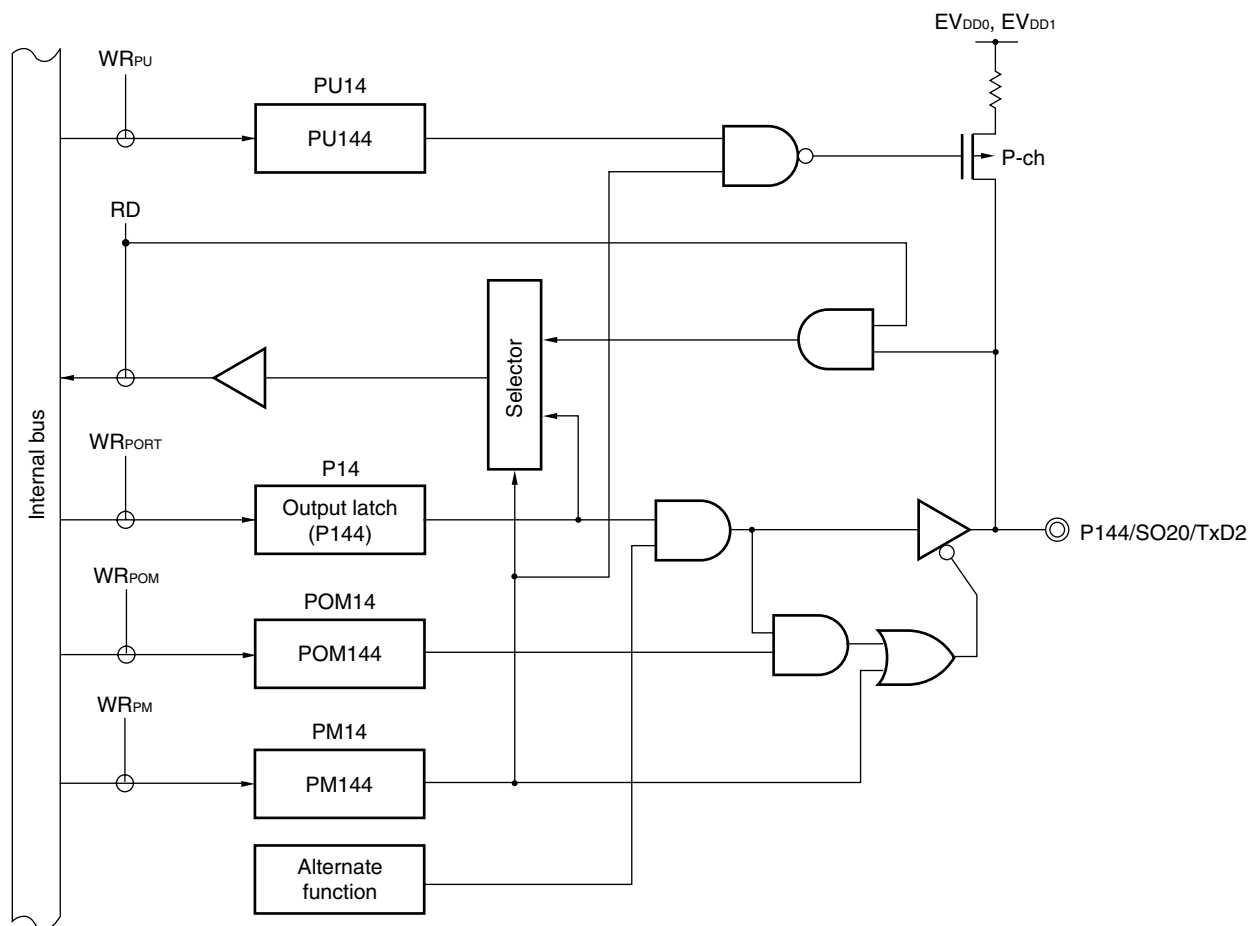 EVDD0, EVDD1
WRPU
PU14
PU144
P-ch
RD
Selector
Internal bus
WRPORT
P14
Output latch
(P144)
P144/SO20/TxD2
WRPOM
POM14
POM144
WRPM
PM14
PM144
Alternate
function